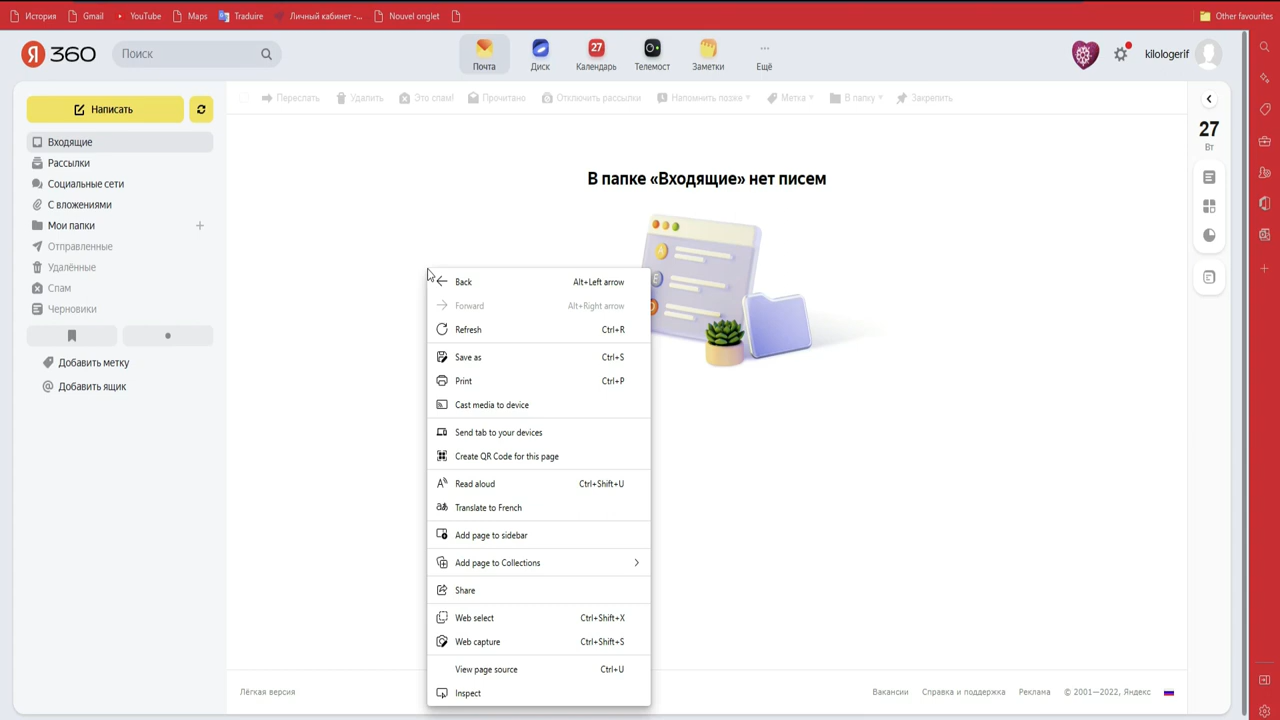 История
Gmail
YouTube
Maps
Traduire
Личный кабинет -...
Nouvel onglet
Other favourites
Я 360
Поиск
Почта
Диск
27
Календарь
Телемост
Заметки
Ещё
kilologerif
Написать
Переслать
Удалить
Это спам!
Прочитано
Отключить рассылки
Напомнить позже
Метка
В папку
Закрепить
Входящие
Рассылки
Социальные сети
С вложениями
Мои папки
Отправленные
Удалённые
Спам
Черновики
Добавить метку
Добавить ящик
27
Вт
В папке «Входящие» нет писем
Back Alt+Left arrow
Forward Alt+Right arrow
Refresh Ctrl+R
Save as Ctrl+S
Print Ctrl+P
Cast media to device
Send tab to your devices
Create QR Code for this page
Read aloud Ctrl+Shift+U
Translate to French
Add page to sidebar
Add page to Collections
Share
Web select Ctrl+Shift+X
Web capture Ctrl+Shift+S
View page source Ctrl+U
Inspect
Лёгкая версия
Вакансии
Справка и поддержка
Реклама
© 2001—2022, Яндекс